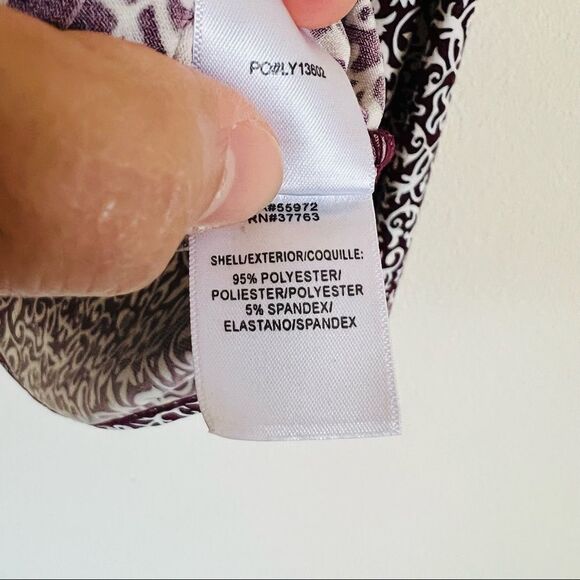 PO#LY13602
#55972
RN#37763
SHELL/EXTERIOR/COQUILLE:
95% POLYESTER/
POLIESTER/POLYESTER
5% SPANDEX/
ELASTANO/SPANDEX